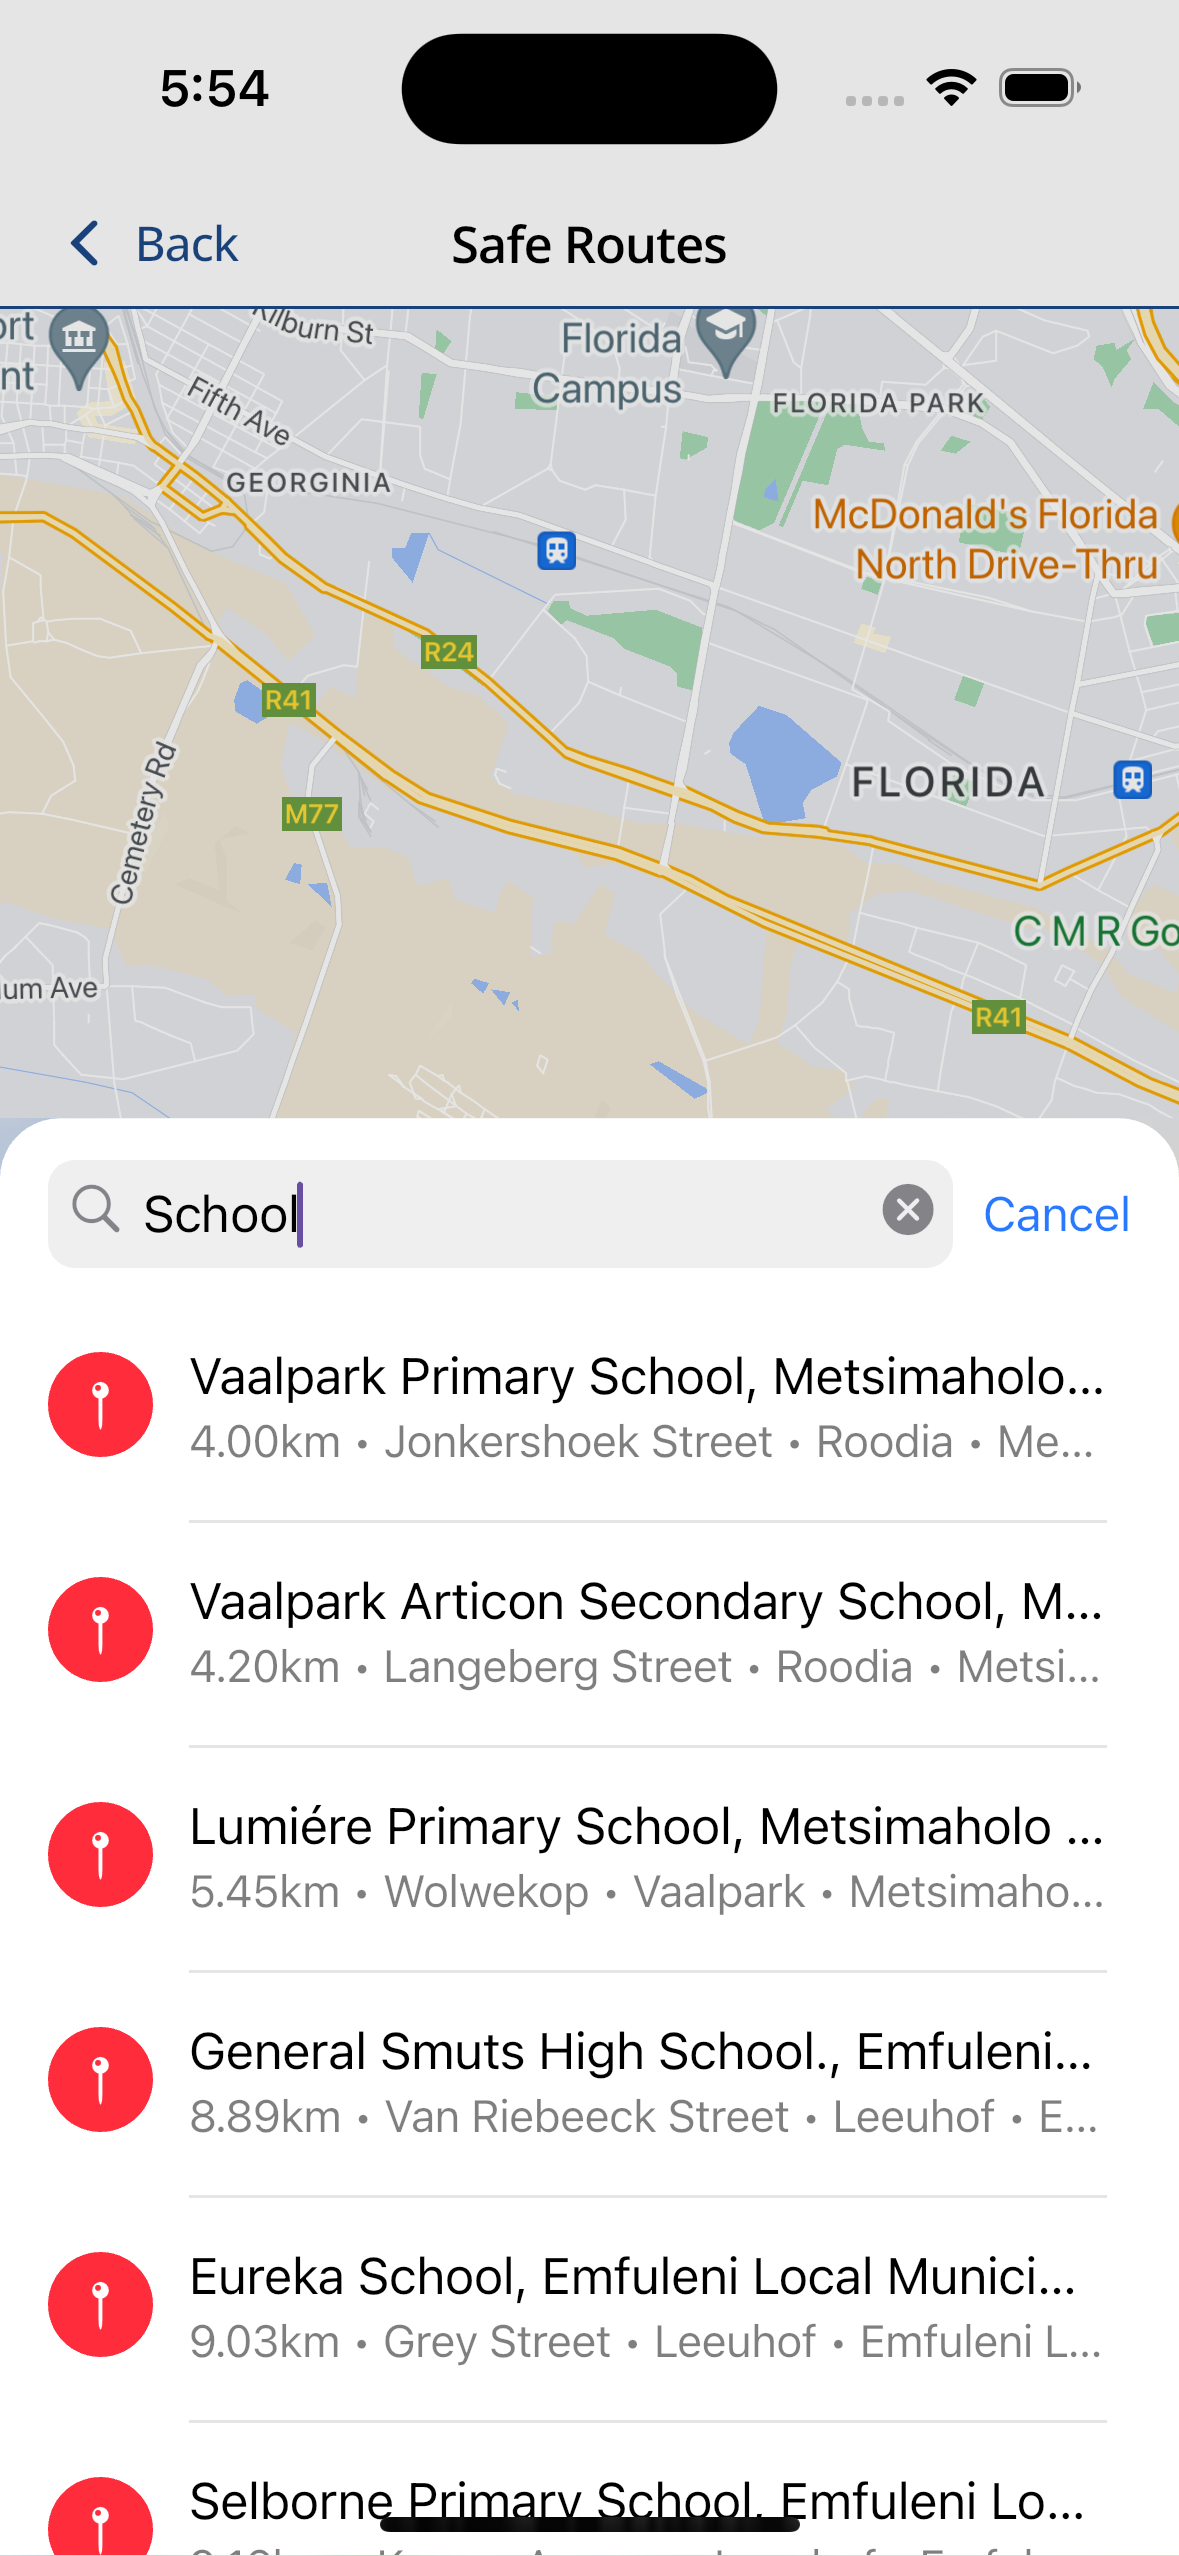 5:54
Back
Safe Routes
ort
nt
Kilburn St
Fifth Ave
GEORGINIA
Florida
Campus
FLORIDA PARK
McDonald's Florida
North Drive-Thru
R24
R41
Cemetery Rd
M77
FLORIDA
C M R Go
um Ave
R41
School
Cancel
Vaalpark Primary School, Metsimaholo...
4.00km • Jonkershoek Street • Roodia • Me...
Vaalpark Articon Secondary School, M...
4.20km • Langeberg Street • Roodia • Metsi...
Lumiére Primary School, Metsimaholo ...
5.45km • Wolwekop • Vaalpark • Metsimaho...
General Smuts High School., Emfuleni...
8.89km • Van Riebeeck Street • Leeuhof • E...
Eureka School, Emfuleni Local Munici...
9.03km • Grey Street • Leeuhof • Emfuleni L...
Selborne Primary School, Emfuleni Lo...